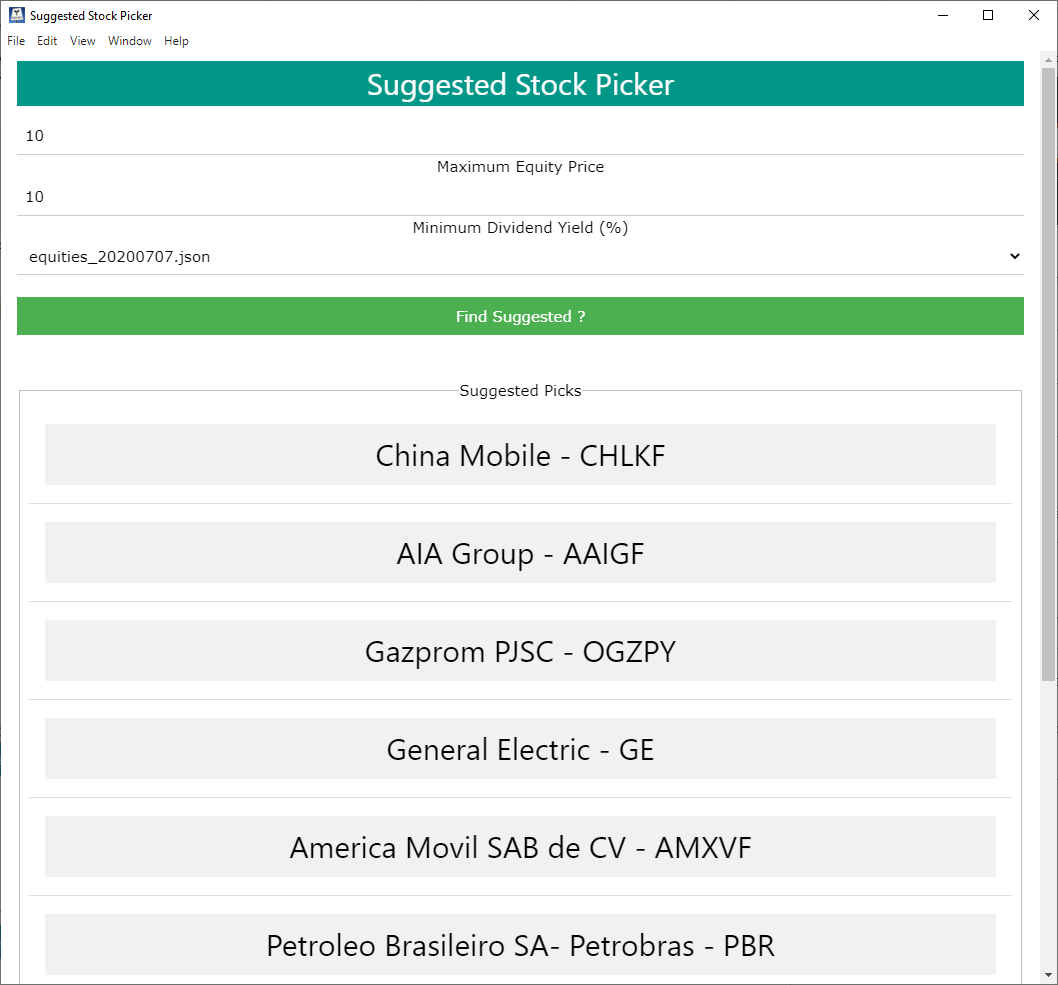 Suggested Stock Picker
File Edit View Window Help
Suggested Stock Picker
10
Maximum Equity Price
10
Minimum Dividend Yield (%)
equities_20200707.json
Find Suggested ?
Suggested Picks
China Mobile - CHLKF
AIA Group - AAIGF
Gazprom PJSC - OGZPY
General Electric - GE
America Movil SAB de CV - AMXVF
Petroleo Brasileiro SA- Petrobras - PBR